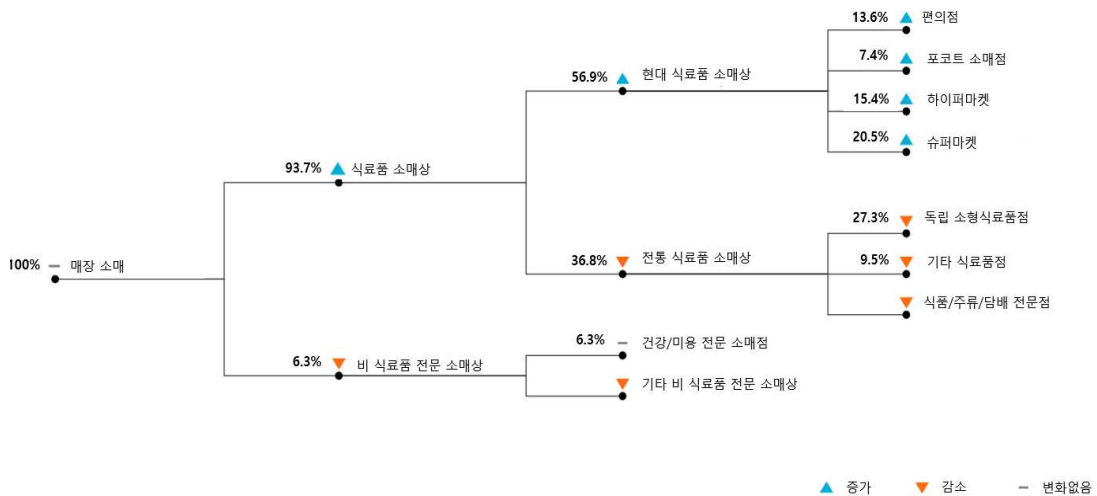 13.6% 편의점
7.4% 포코트 소매점
56.9% 현대 식료품 소매상
15.4% 하이퍼마켓
20.5% 슈퍼마켓
93.7% 식료품 소매상
27.3% 독립 소형식료품점
36.8% 전통 식료품 소매상
9.5% 기타 식료품점
100% 매장 소매
식품/주류/담배 전문점
6.3% 건강/미용 전문 소매점
6.3% 비 식료품 전문 소매상
기타 비 식료품 전문 소매상
증가 감소 변화없음